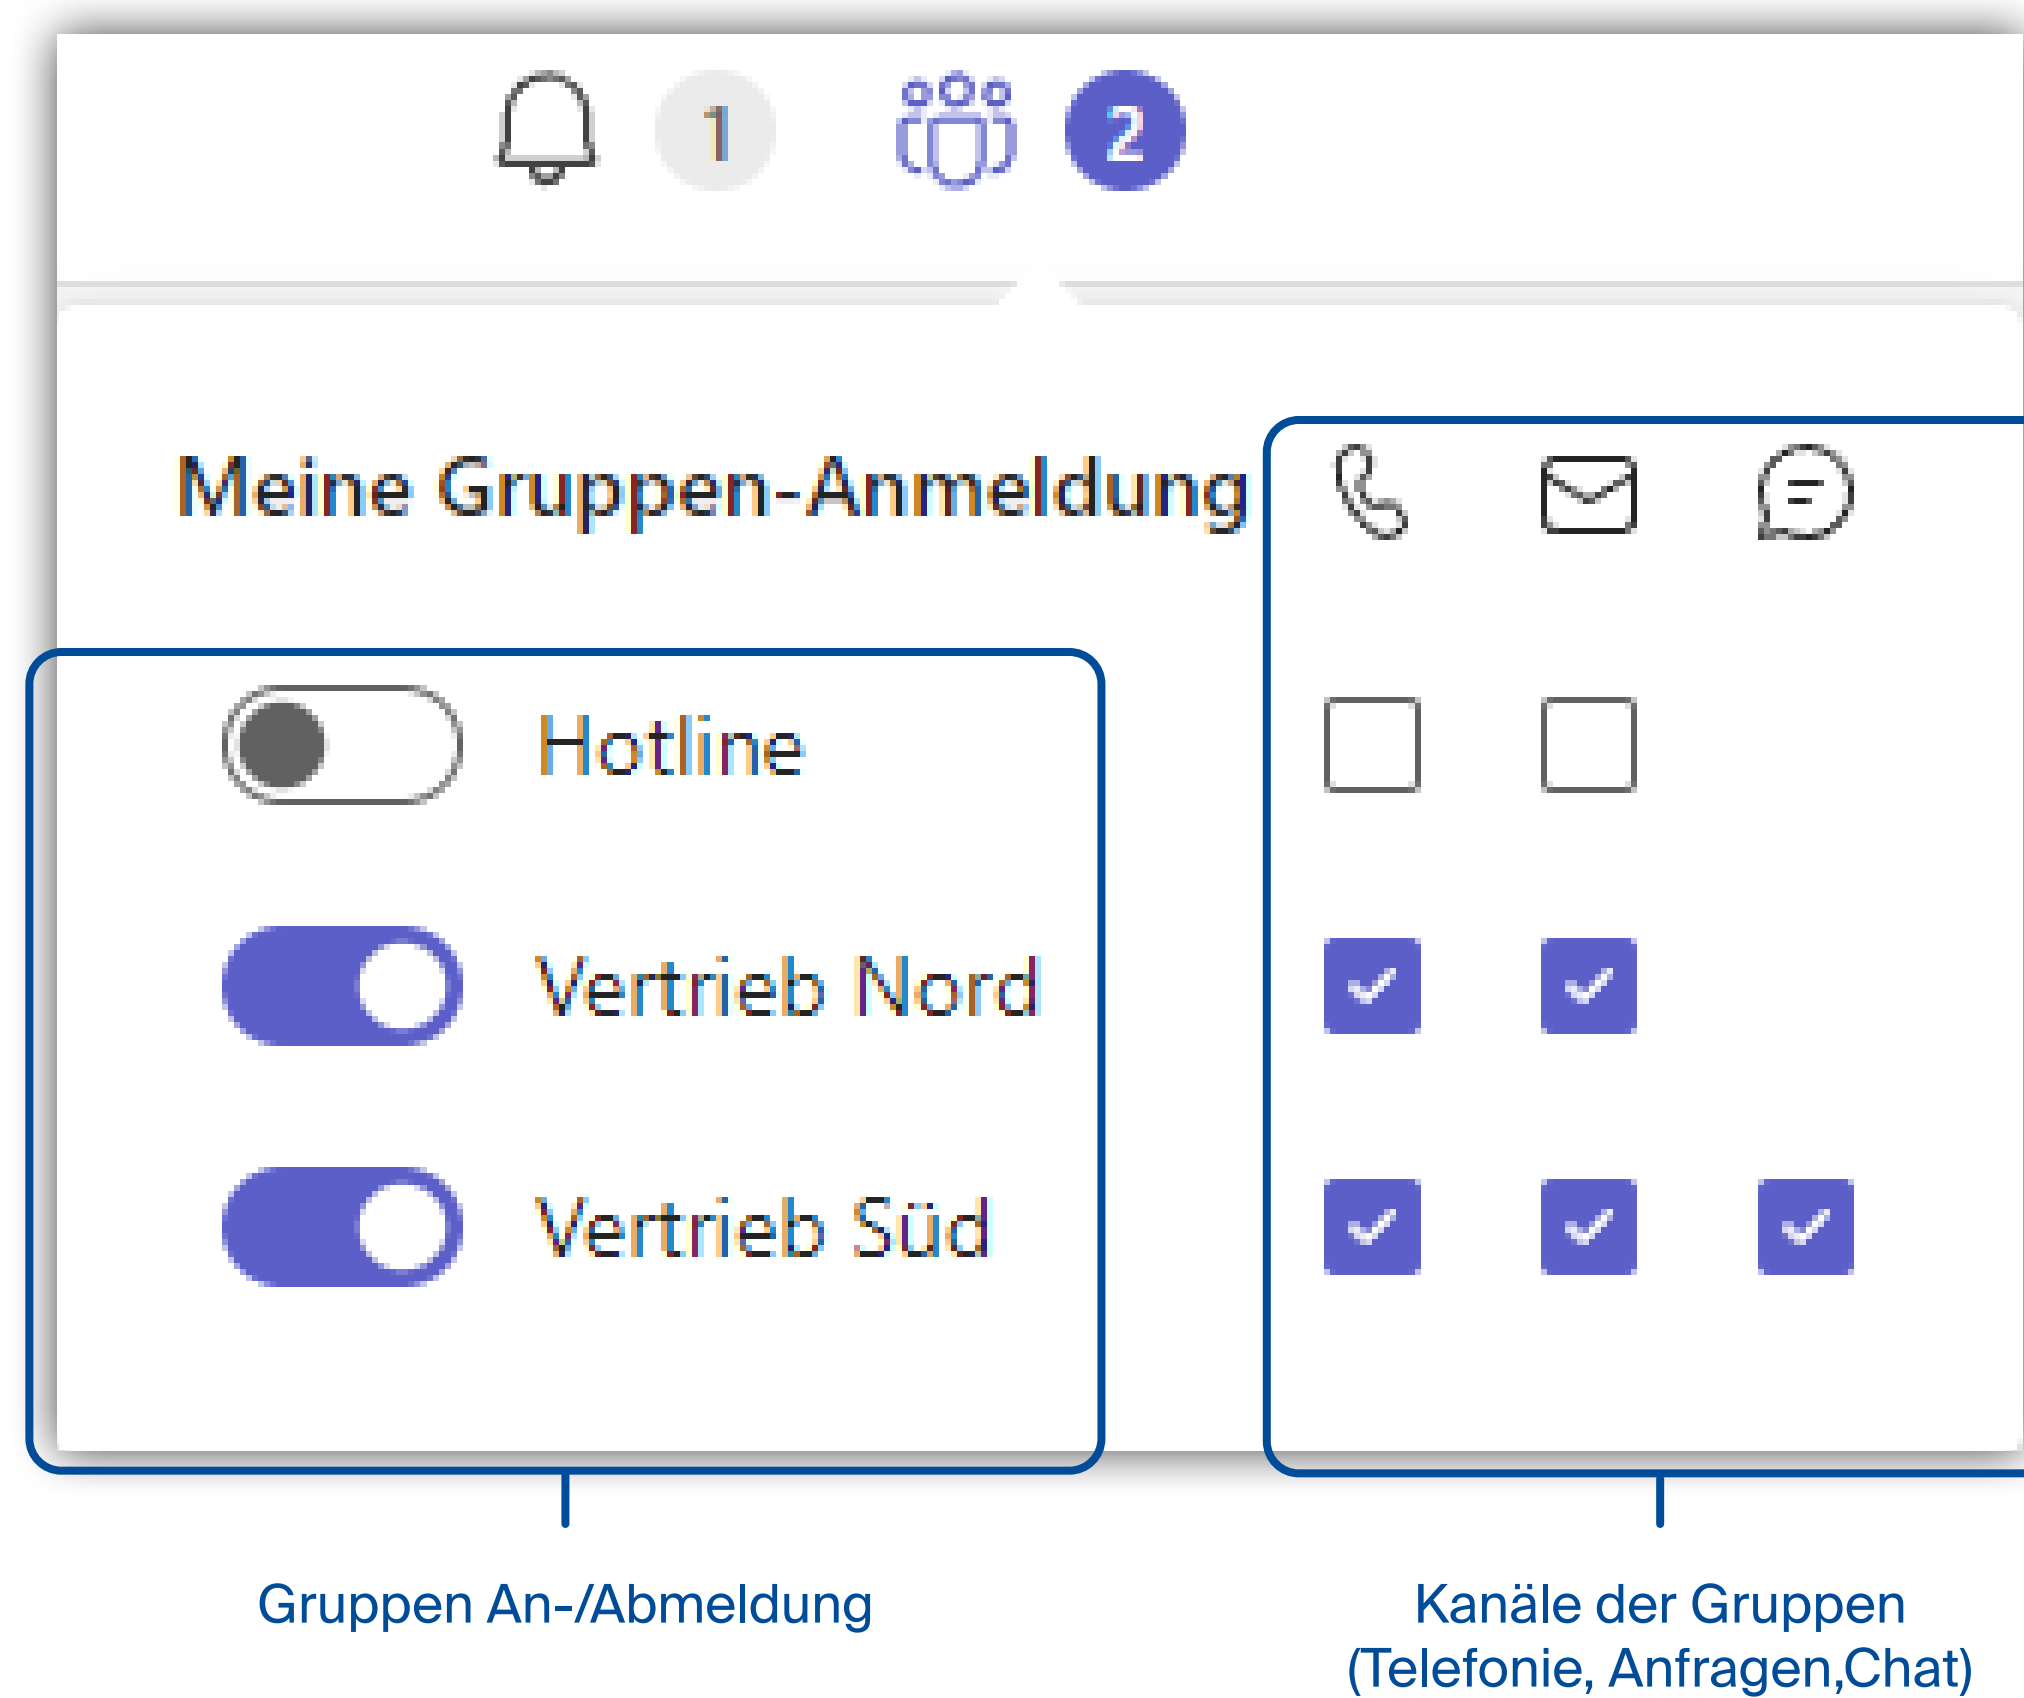 1 2
Meine Gruppen-Anmeldung
Hotline
Vertrieb Nord
Vertrieb Süd
Gruppen An-/Abmeldung
Kanäle der Gruppen
(Telefonie, Anfragen,Chat)